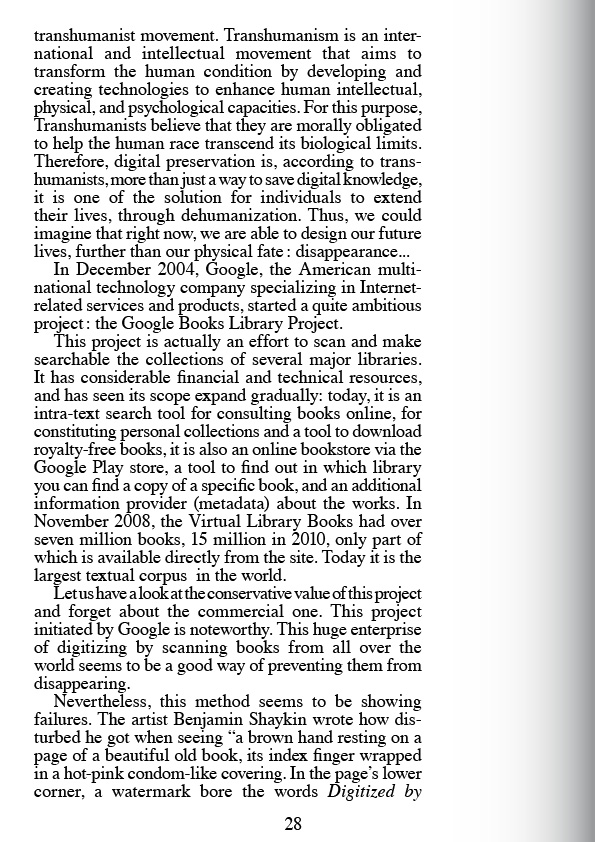 transhumanist movement. Transhumanism is an inter-
national and intellectual movement that aims to
transform the human condition by developing and
creating technologies to enhance human intellectual,
physical, and psychological capacities. For this purpose,
Transhumanists believe that they are morally obligated
to help the human race transcend its biological limits.
Therefore, digital preservation is, according to trans-
humanists, more than just a way to save digital knowledge,
it is one of the solution for individuals to extend
their lives, through dehumanization. Thus, we could
imagine that right now, we are able to design our future
lives, further than our physical fate : disappearance...
In December 2004, Google, the American multi-
national technology company specializing in Internet-
related services and products, started a quite ambitious
project : the Google Books Library Project.
This project is actually an effort to scan and make
searchable the collections of several major libraries.
It has considerable financial and technical resources,
and has seen its scope expand gradually: today, it is an
intra-text search tool for consulting books online, for
constituting personal collections and a tool to download
royalty-free books, it is also an online bookstore via the
Google Play store, a tool to find out in which library
you can find a copy of a specific book, and an additional
information provider (metadata) about the works. In
November 2008, the Virtual Library Books had over
seven million books, 15 million in 2010, only part of
which is available directly from the site. Today it is the
largest textual corpus in the world.
Let us have a look at the conservative value of this project
and forget about the commercial one. This project
initiated by Google is noteworthy. This huge enterprise
of digitizing by scanning books from all over the
world seems to be a good way of preventing them from
disappearing.
Nevertheless, this method seems to be showing
failures. The artist Benjamin Shaykin wrote how dis-
turbed he got when seeing “a brown hand resting on a
page of a beautiful old book, its index finger wrapped
in a hot-pink condom-like covering. In the page’s lower
corner, a watermark bore the words Digitized by
28